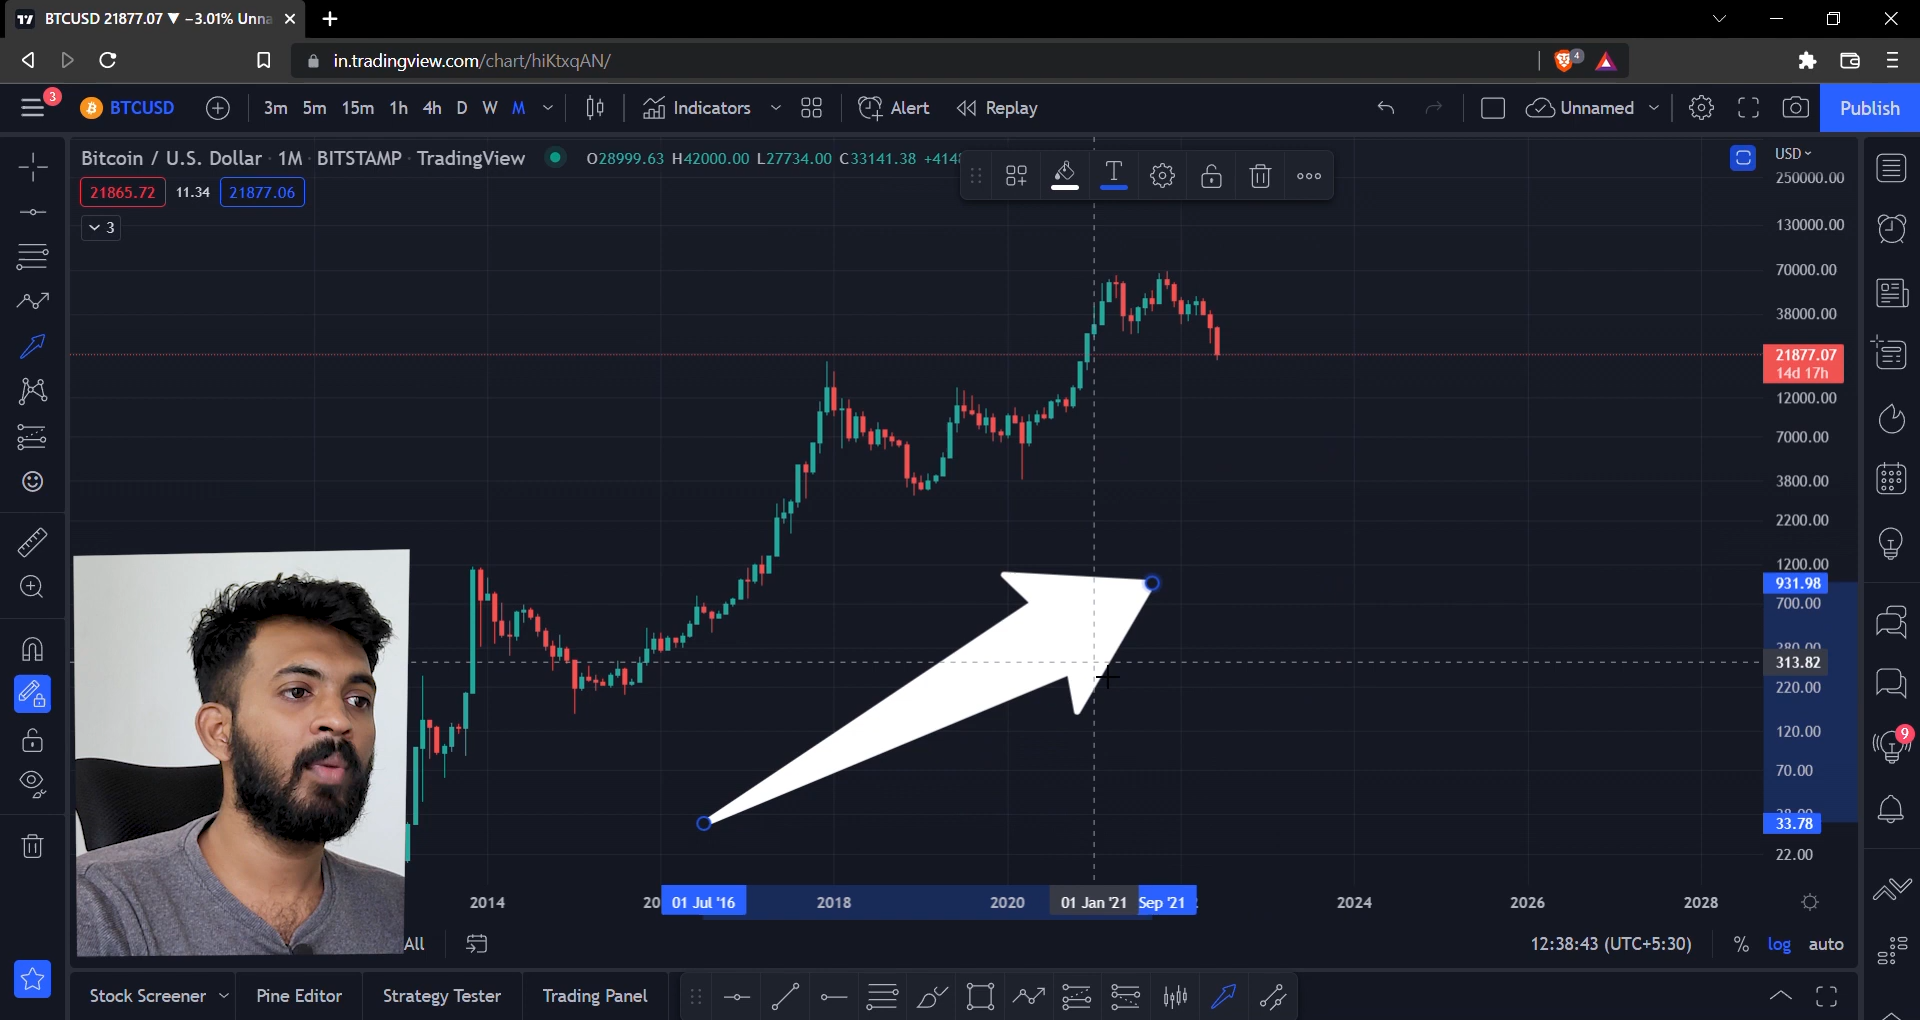 BTCUSD 21877.07 ▼ −3.01% Unna
in.tradingview.com/chart/hiKtxqAN/
4
3
BTCUSD 3m 5m 15m 1h 4h D W M Indicators Alert Replay Unnamed Publish
Bitcoin / U.S. Dollar · 1M · BITSTAMP · TradingView O28999.63 H42000.00 L27734.00 C33141.38 +414
USD
21865.72 11.34 21877.06
3
T
250000.00
130000.00
70000.00
38000.00
21877.07
14d 17h
12000.00
7000.00
3800.00
2200.00
1200.00
931.98
700.00
313.82
220.00
120.00
70.00
33.78
22.00
9
2014 20 01 Jul '16 2018 2020 01 Jan '21 Sep '21 2024 2026 2028
All 12:38:43 (UTC+5:30) % log auto
Stock Screener Pine Editor Strategy Tester Trading Panel